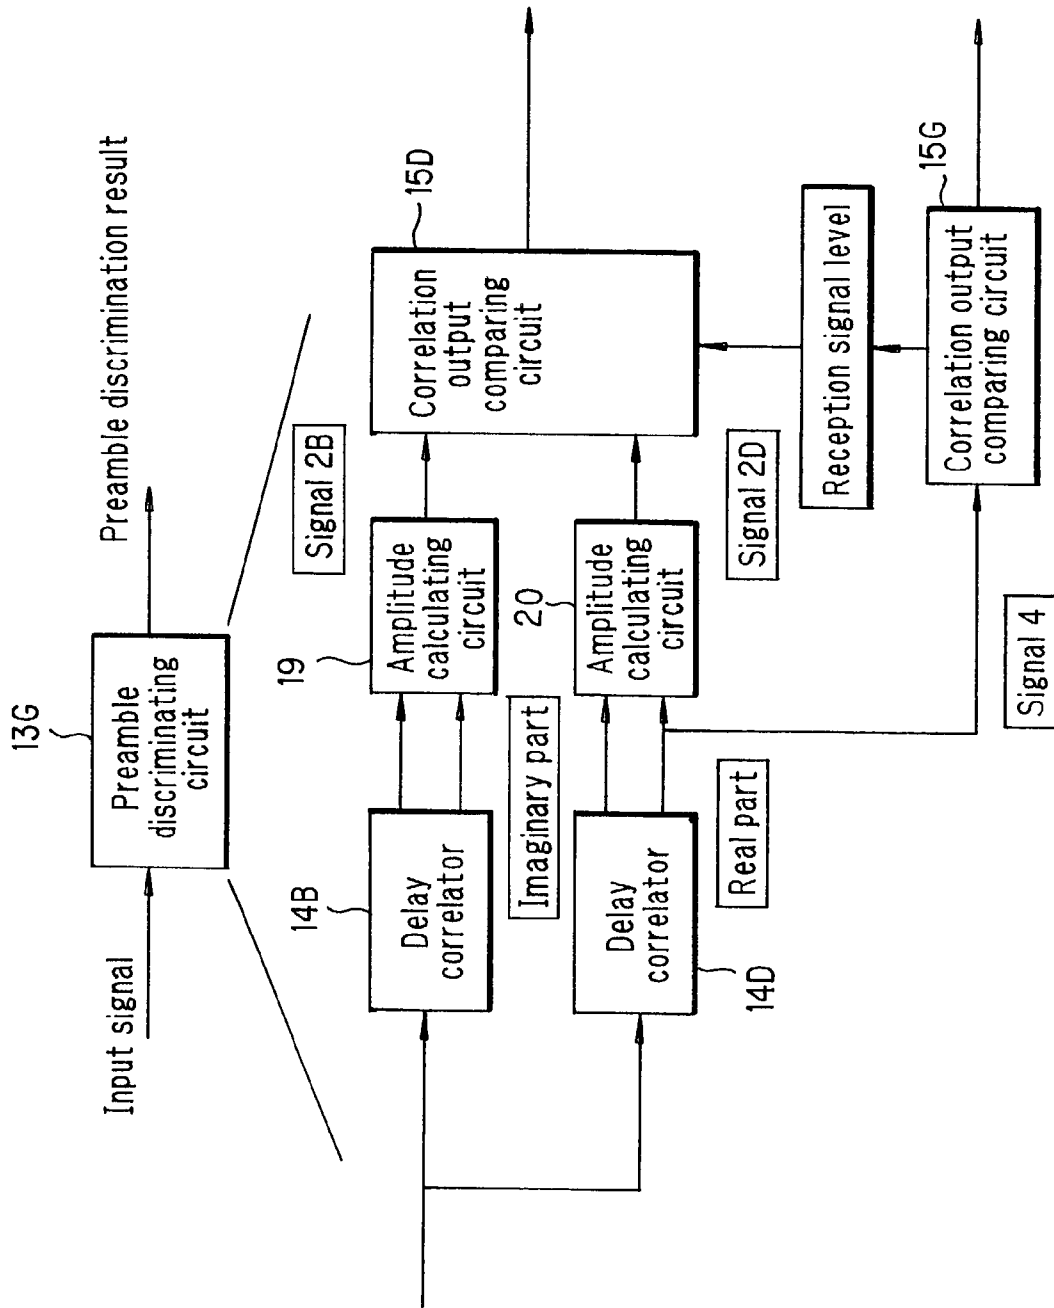 13G
Input signal
Preamble
discriminating
circuit
Preamble discrimination result
14B
Delay
correlator
19
Amplitude
calculating
circuit
Signal 2B
Correlation
output
comparing
circuit
15D
Imaginary part
Delay
correlator
14D
20
Amplitude
calculating
circuit
Real part
Signal 2D
Reception signal level
Signal 4
Correlation output
comparing circuit
15G